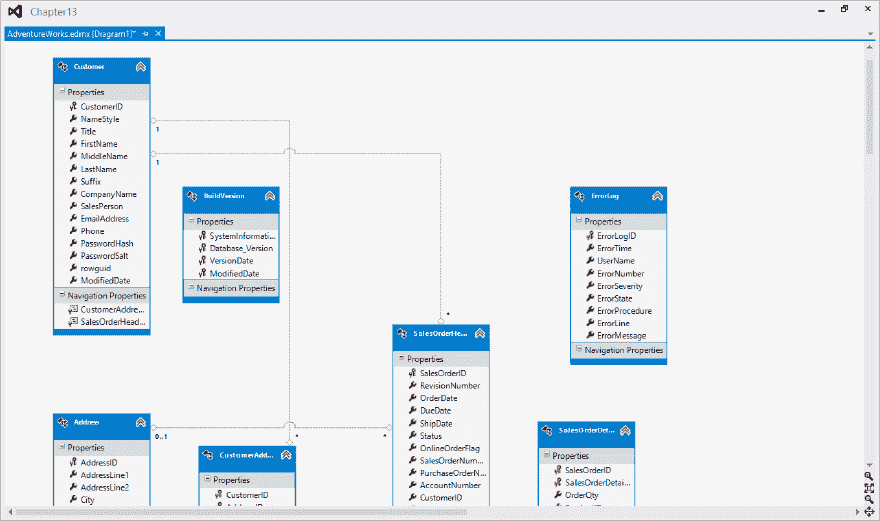 Chapter13
AdventureWorks.edmx [Diagram1]*
Customer
Properties
CustomerID
NameStyle
Title
FirstName
MiddleName
LastName
Suffix
CompanyName
SalesPerson
EmailAddress
Phone
PasswordHash
PasswordSalt
rowguid
ModifiedDate
Navigation Properties
CustomerAddre...
SalesOrderHead...
1
1
BuildVersion
Properties
SystemInformati...
Database_Version
VersionDate
ModifiedDate
Navigation Properties
ErrorLog
Properties
ErrorLogID
ErrorTime
UserName
ErrorNumber
ErrorSeverity
ErrorState
ErrorProcedure
ErrorLine
ErrorMessage
Navigation Properties
*
SalesOrderHe...
Properties
SalesOrderID
RevisionNumber
OrderDate
DueDate
ShipDate
Status
OnlineOrderFlag
SalesOrderNum...
PurchaseOrderN...
AccountNumber
CustomerID
Address
Properties
AddressID
AddressLine1
AddressLine2
City
0..1
*
*
CustomerAdd...
Properties
CustomerID
SalesOrderDet...
Properties
SalesOrderID
SalesOrderDetai...
OrderQty